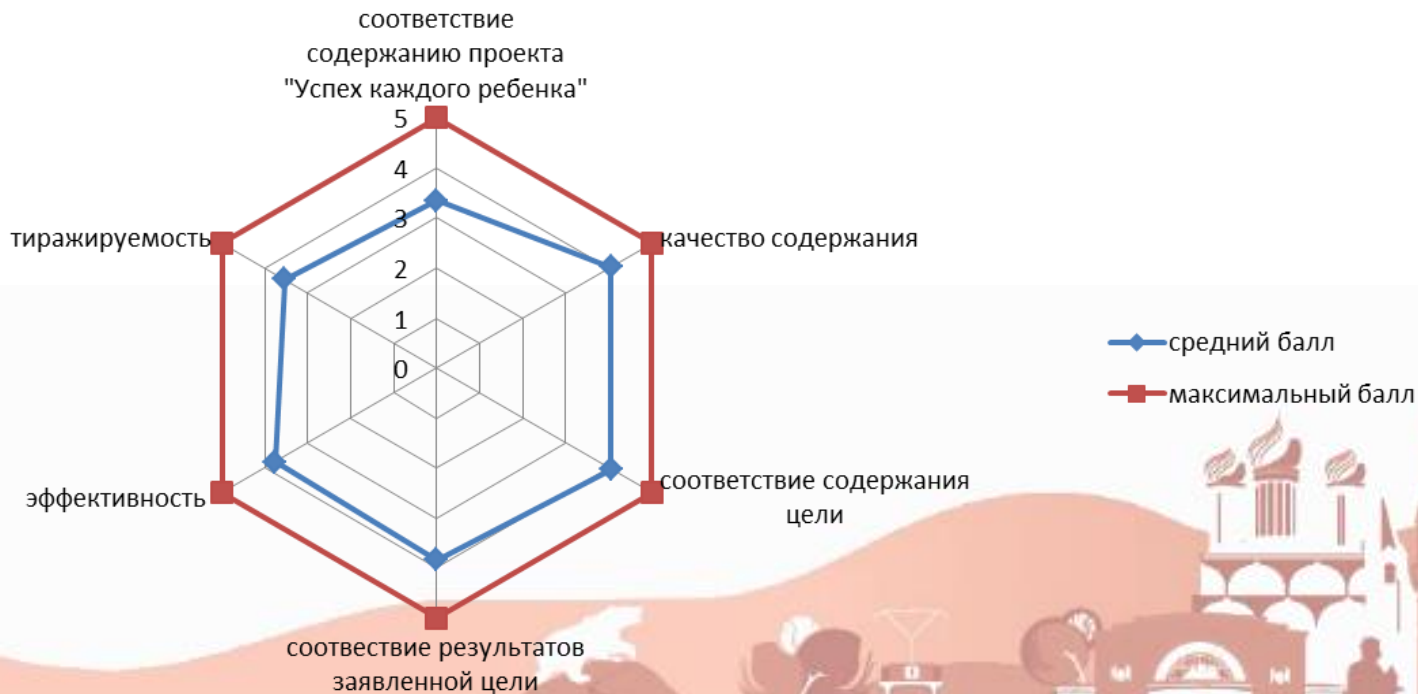 соответствие
содержанию проекта
"Успех каждого ребенка"
5
4
3
2
1
0
тиражируемость
качество содержания
средний балл
максимальный балл
эффективность
соответствие содержания
цели
соотвествие результатов
заявленной цели